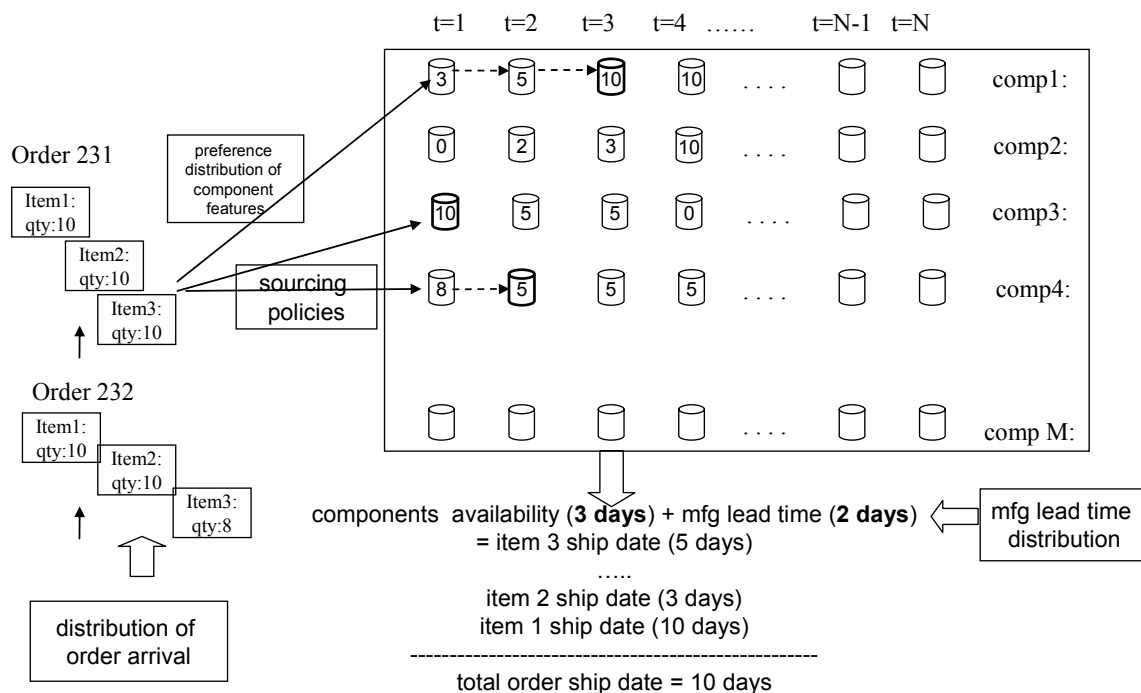 t=1 t=2 t=3 t=4 ...... t=N-1 t=N
3 5 10 10 .... comp1:
0 2 3 10 .... comp2:
10 5 5 0 .... comp3:
8 5 5 5 .... comp4:
.... comp M:
preference
distribution of
component
features
Order 231
Item1:
qty:10
Item2:
qty:10
Item3:
qty:10
sourcing
policies
Order 232
Item1:
qty:10
Item2:
qty:10
Item3:
qty:8
distribution of
order arrival
components availability (3 days) + mfg lead time (2 days)
= item 3 ship date (5 days)
.....
item 2 ship date (3 days)
item 1 ship date (10 days)
-----------------------------------------------------
total order ship date = 10 days
mfg lead time
distribution